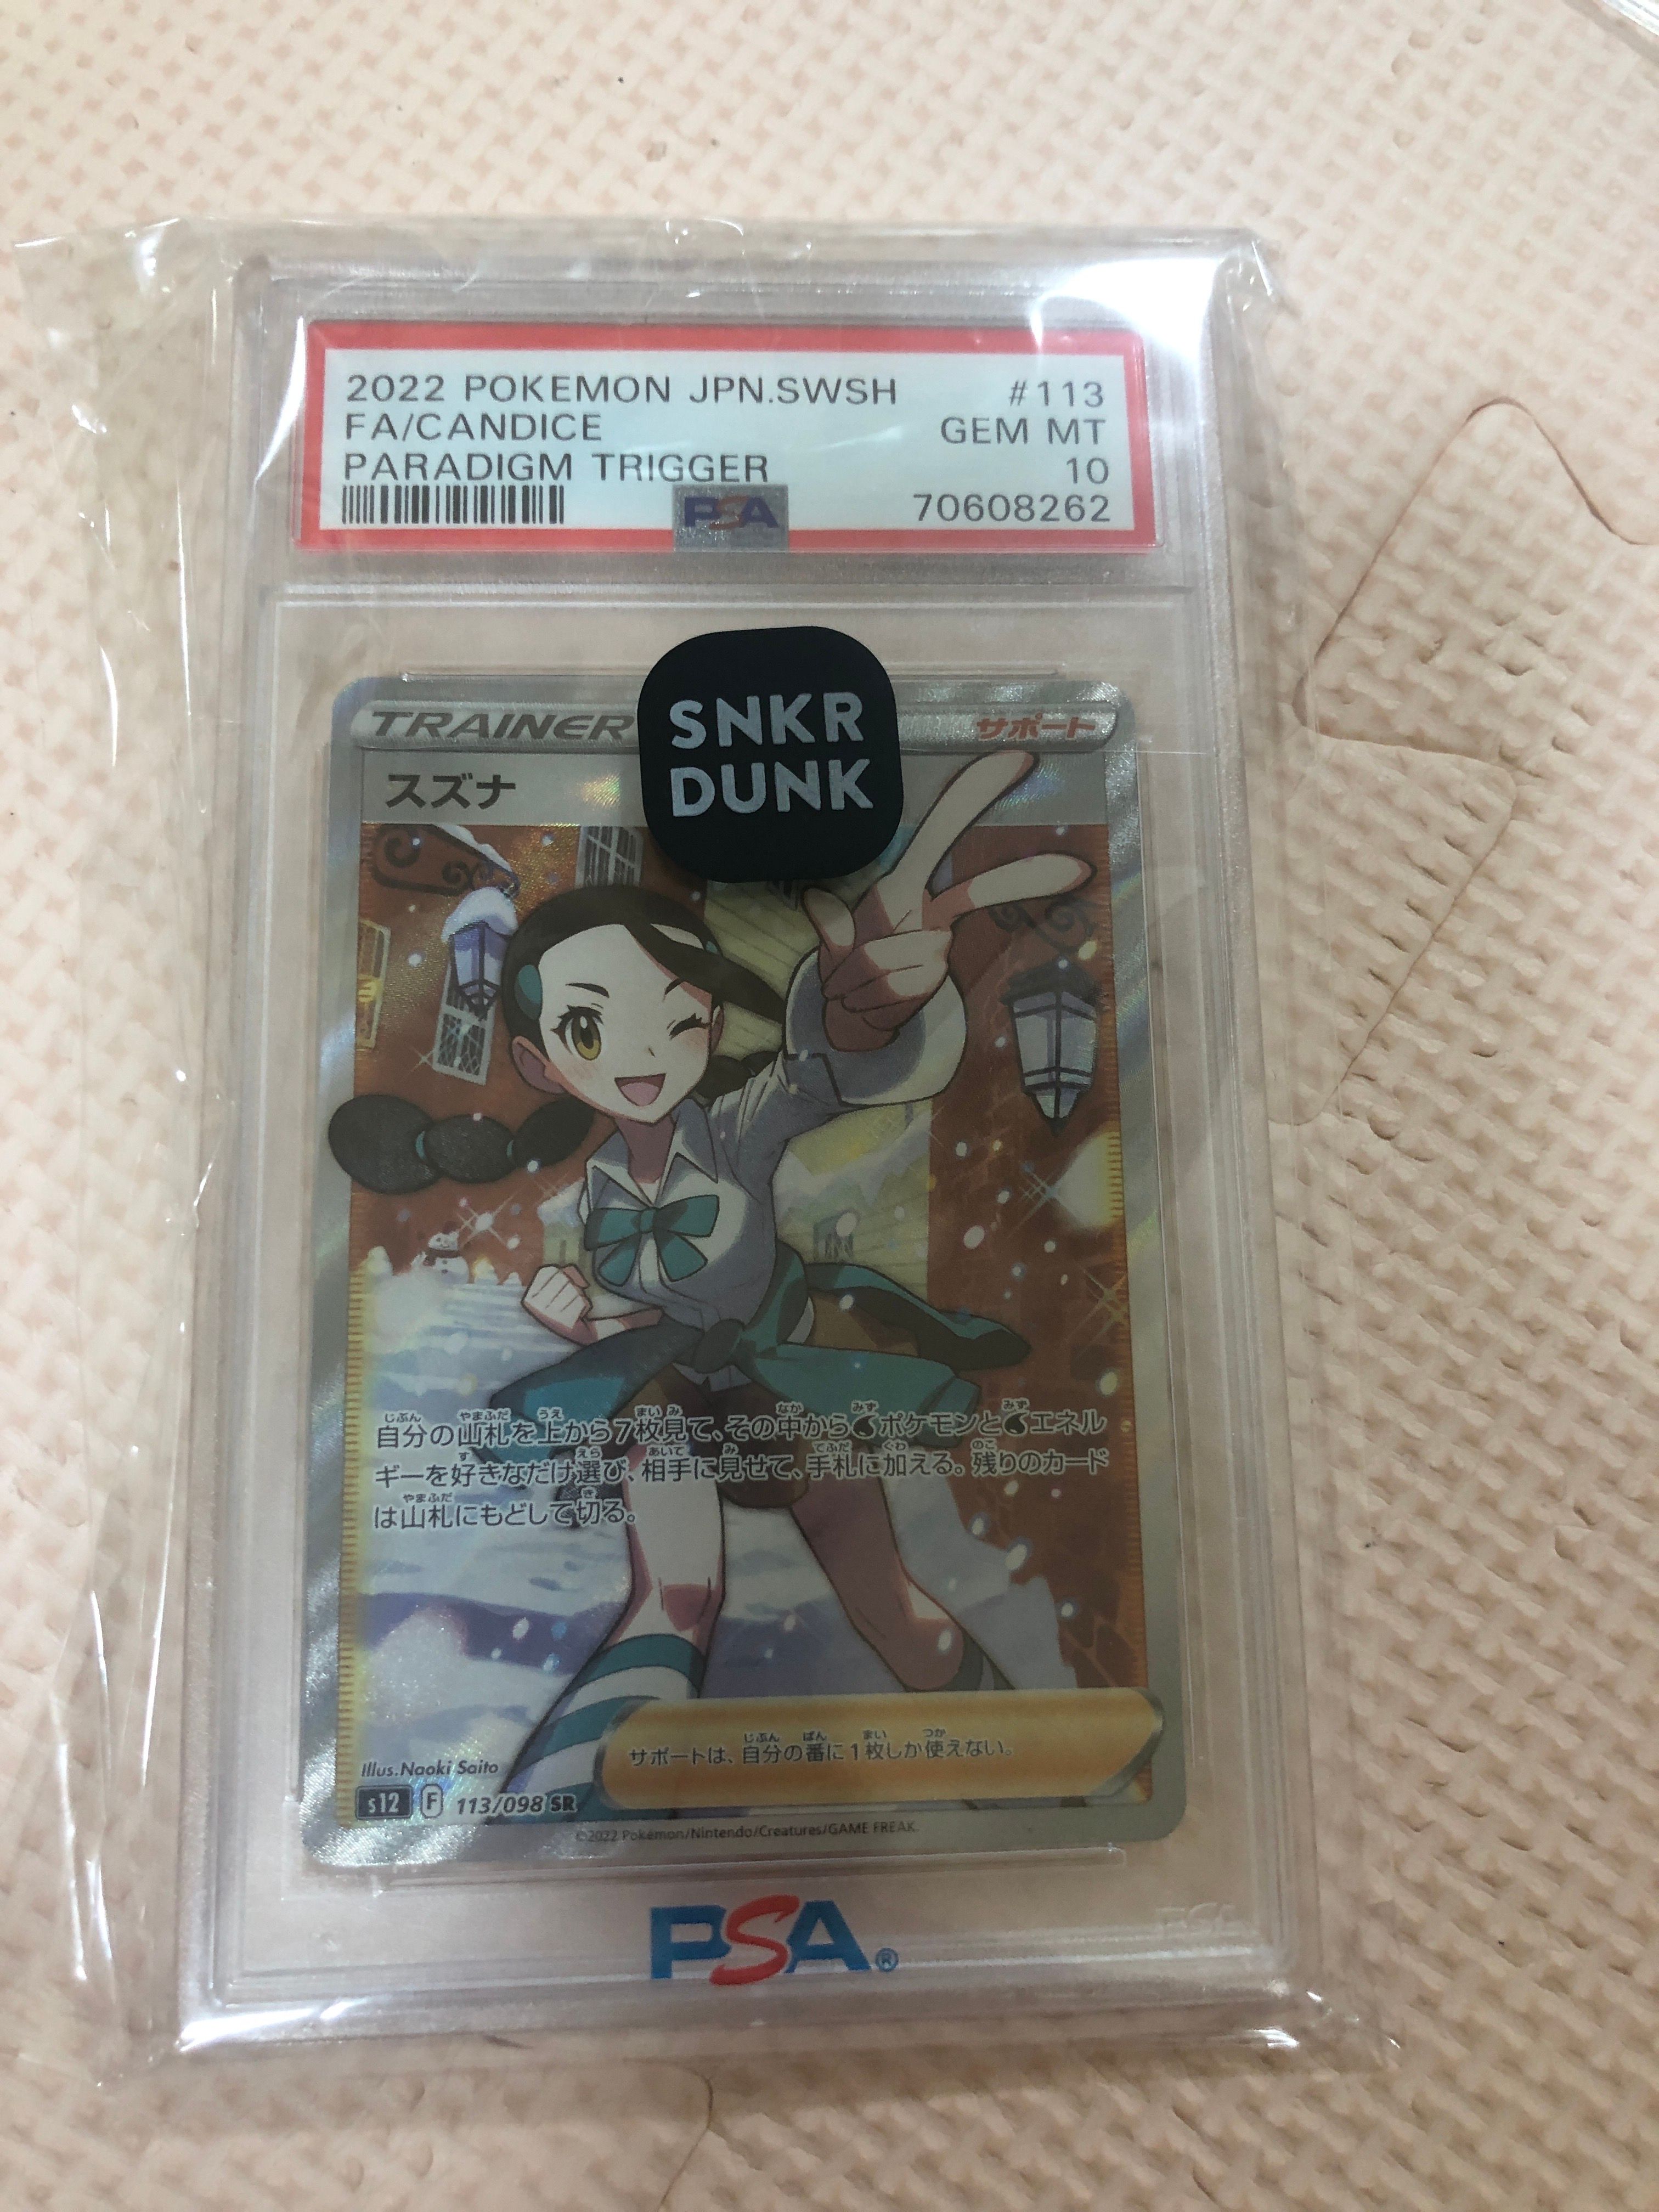 2022 POKEMON JPN.SWSH #113
FA/CANDICE GEM MT
PARADIGM TRIGGER 10
PSA 70608262
SNKR
DUNK
TRAINER サポート
スズナ
自分の山札を上から7枚見て、その中からポケモンとエネル
ギーを好きなだけ選び、相手に見せて、手札に加える。残りのカード
は山札にもどして切る。
サポートは、自分の番に1枚しか使えない。
Illus.Naoki Saito
s12 F 113/098 SR
©2022 Pokémon/Nintendo/Creatures/GAME FREAK.
PSA®